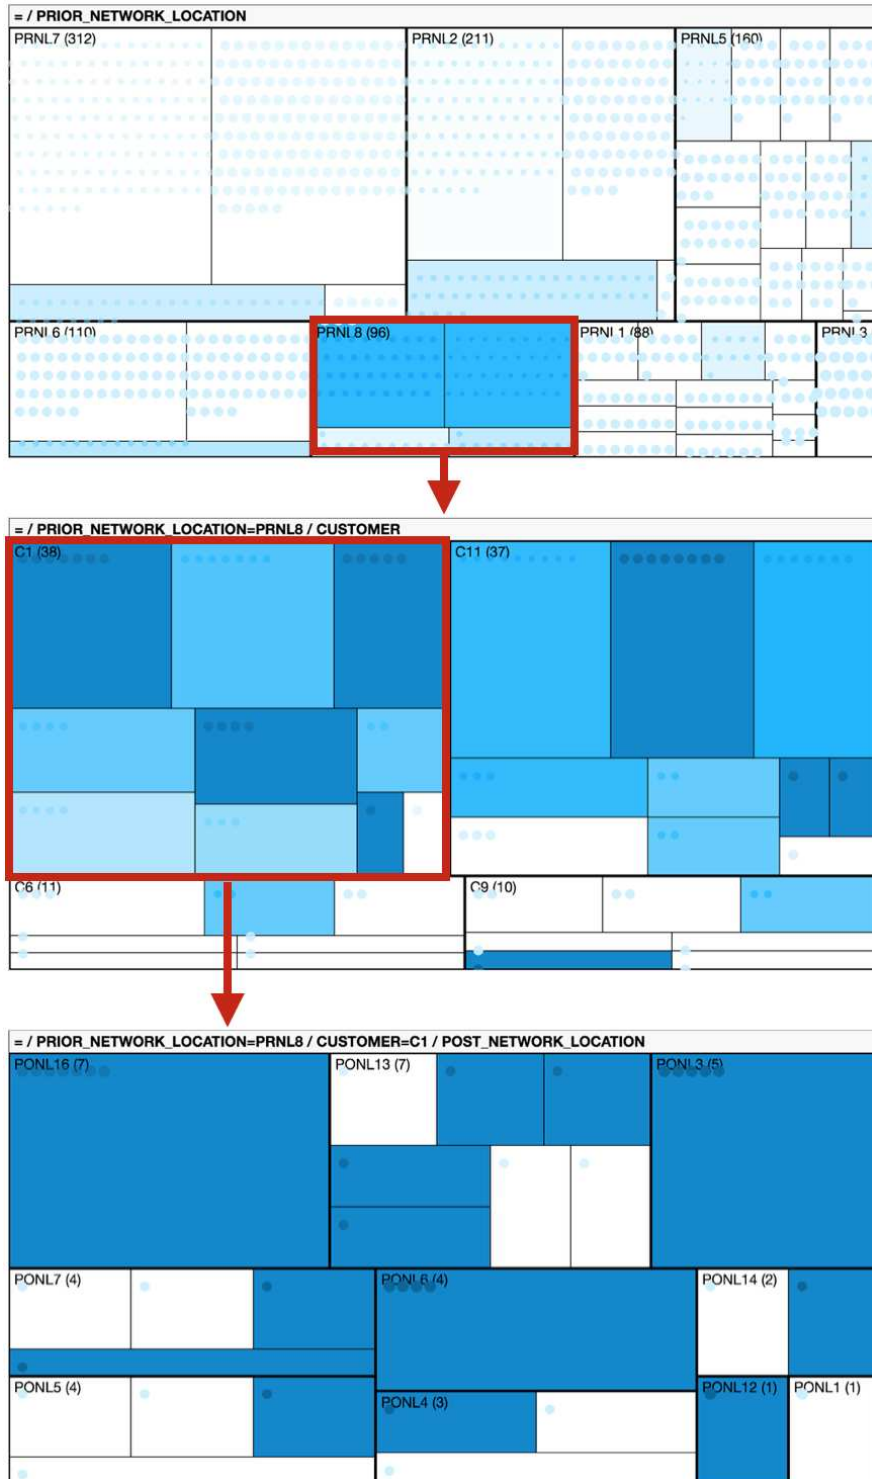 = / PRIOR_NETWORK_LOCATION
PRNL7 (312)
PRNL2 (211)
PRNL5 (160)
PRNL6 (110)
PRNL8 (96)
PRNL1 (88)
PRNL3
= / PRIOR_NETWORK_LOCATION=PRNL8 / CUSTOMER
C1 (38)
C11 (37)
C6 (11)
C9 (10)
= / PRIOR_NETWORK_LOCATION=PRNL8 / CUSTOMER=C1 / POST_NETWORK_LOCATION
PONL16 (7)
PONL13 (7)
PONL3 (5)
PONL7 (4)
PONL6 (4)
PONL14 (2)
PONL5 (4)
PONL4 (3)
PONL12 (1)
PONL1 (1)